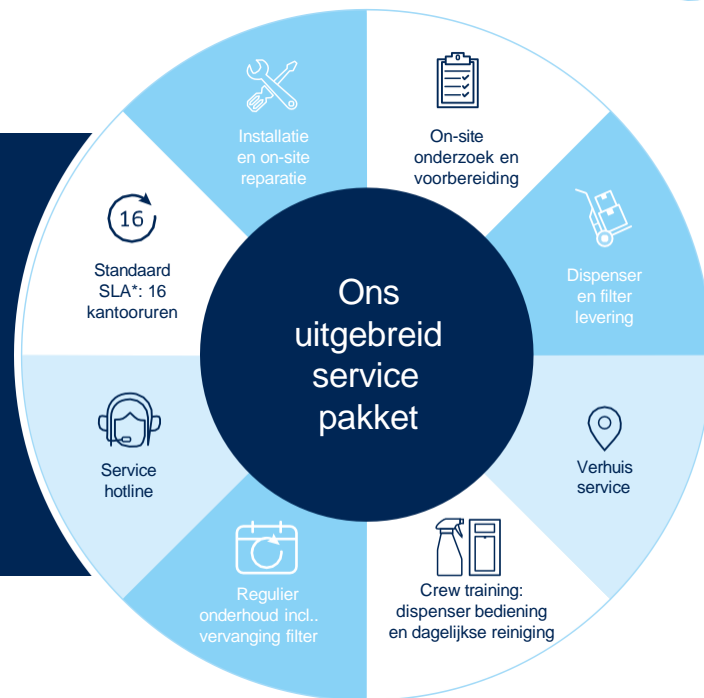 Ons
uitgebreid
service
pakket
On-site
onderzoek en
voorbereiding
Dispenser
en filter
levering
Verhuis
service
Crew training:
dispenser bediening
en dagelijkse reiniging
Regulier
onderhoud incl..
vervanging filter
Service
hotline
16
Standaard
SLA*: 16
kantooruren
Installatie
en on-site
reparatie